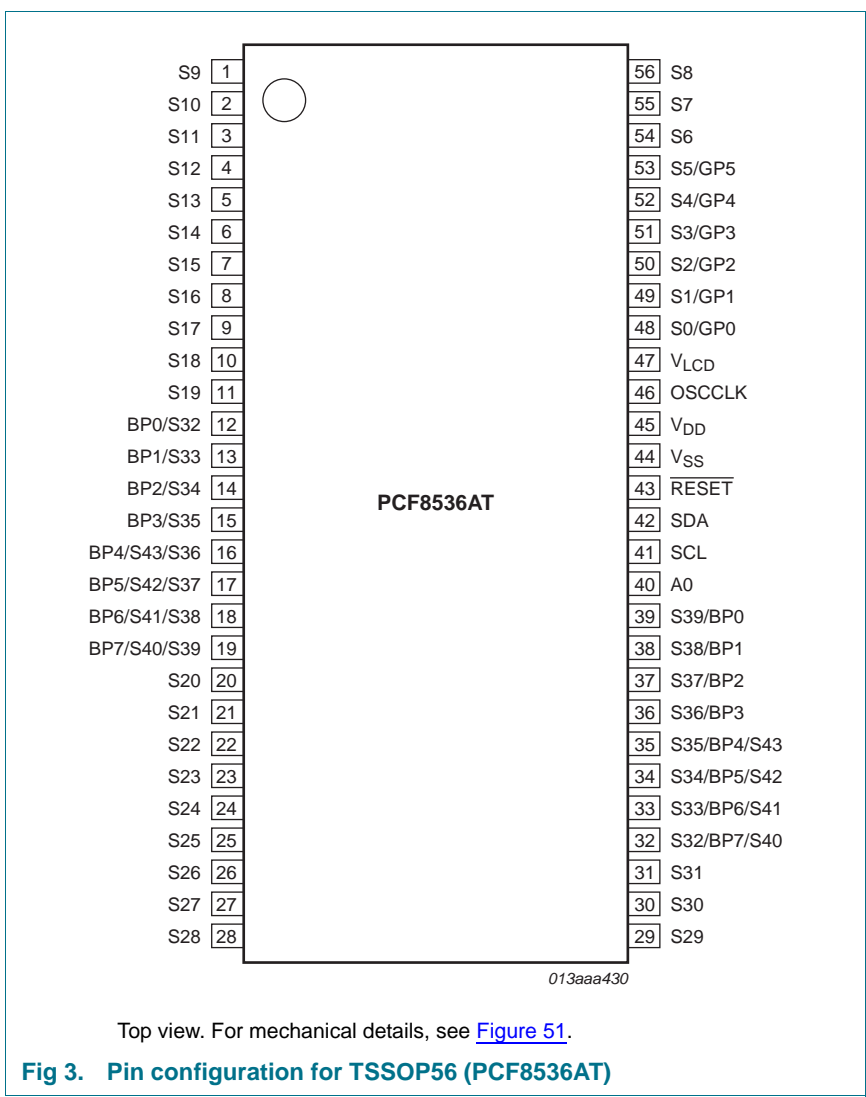 S9 1 56 S8
S10 2 55 S7
S11 3 54 S6
S12 4 53 S5/GP5
S13 5 52 S4/GP4
S14 6 51 S3/GP3
S15 7 50 S2/GP2
S16 8 49 S1/GP1
S17 9 48 S0/GP0
S18 10 47 VLCD
S19 11 46 OSCCLK
BP0/S32 12 45 VDD
BP1/S33 13 44 VSS
BP2/S34 14 43 RESET
PCF8536AT
BP3/S35 15 42 SDA
BP4/S43/S36 16 41 SCL
BP5/S42/S37 17 40 A0
BP6/S41/S38 18 39 S39/BP0
BP7/S40/S39 19 38 S38/BP1
S20 20 37 S37/BP2
S21 21 36 S36/BP3
S22 22 35 S35/BP4/S43
S23 23 34 S34/BP5/S42
S24 24 33 S33/BP6/S41
S25 25 32 S32/BP7/S40
S26 26 31 S31
S27 27 30 S30
S28 28 29 S29
013aaa430
Top view. For mechanical details, see Figure 51.
Fig 3. Pin configuration for TSSOP56 (PCF8536AT)